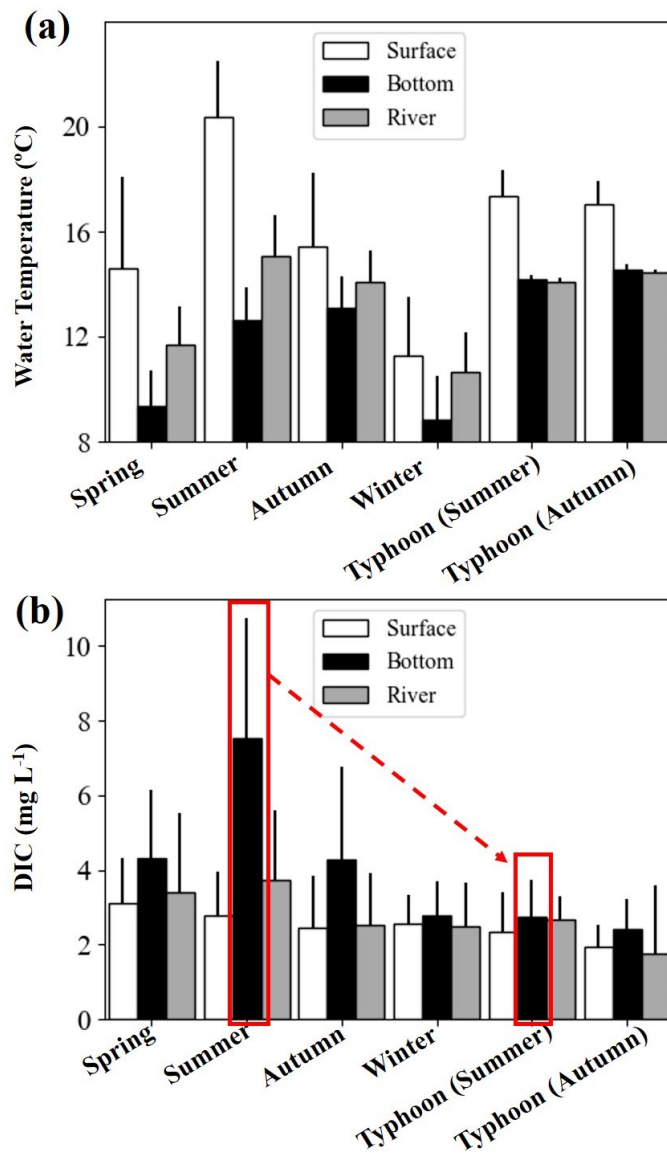 (a)
Surface
Bottom
River
20
16
12
8
Water Temperature (ºC)
Spring
Summer
Autumn
Winter
Typhoon (Summer)
Typhoon (Autumn)
(b)
Surface
Bottom
River
10
8
6
4
2
0
DIC (mg L⁻¹)
Spring
Summer
Autumn
Winter
Typhoon (Summer)
Typhoon (Autumn)